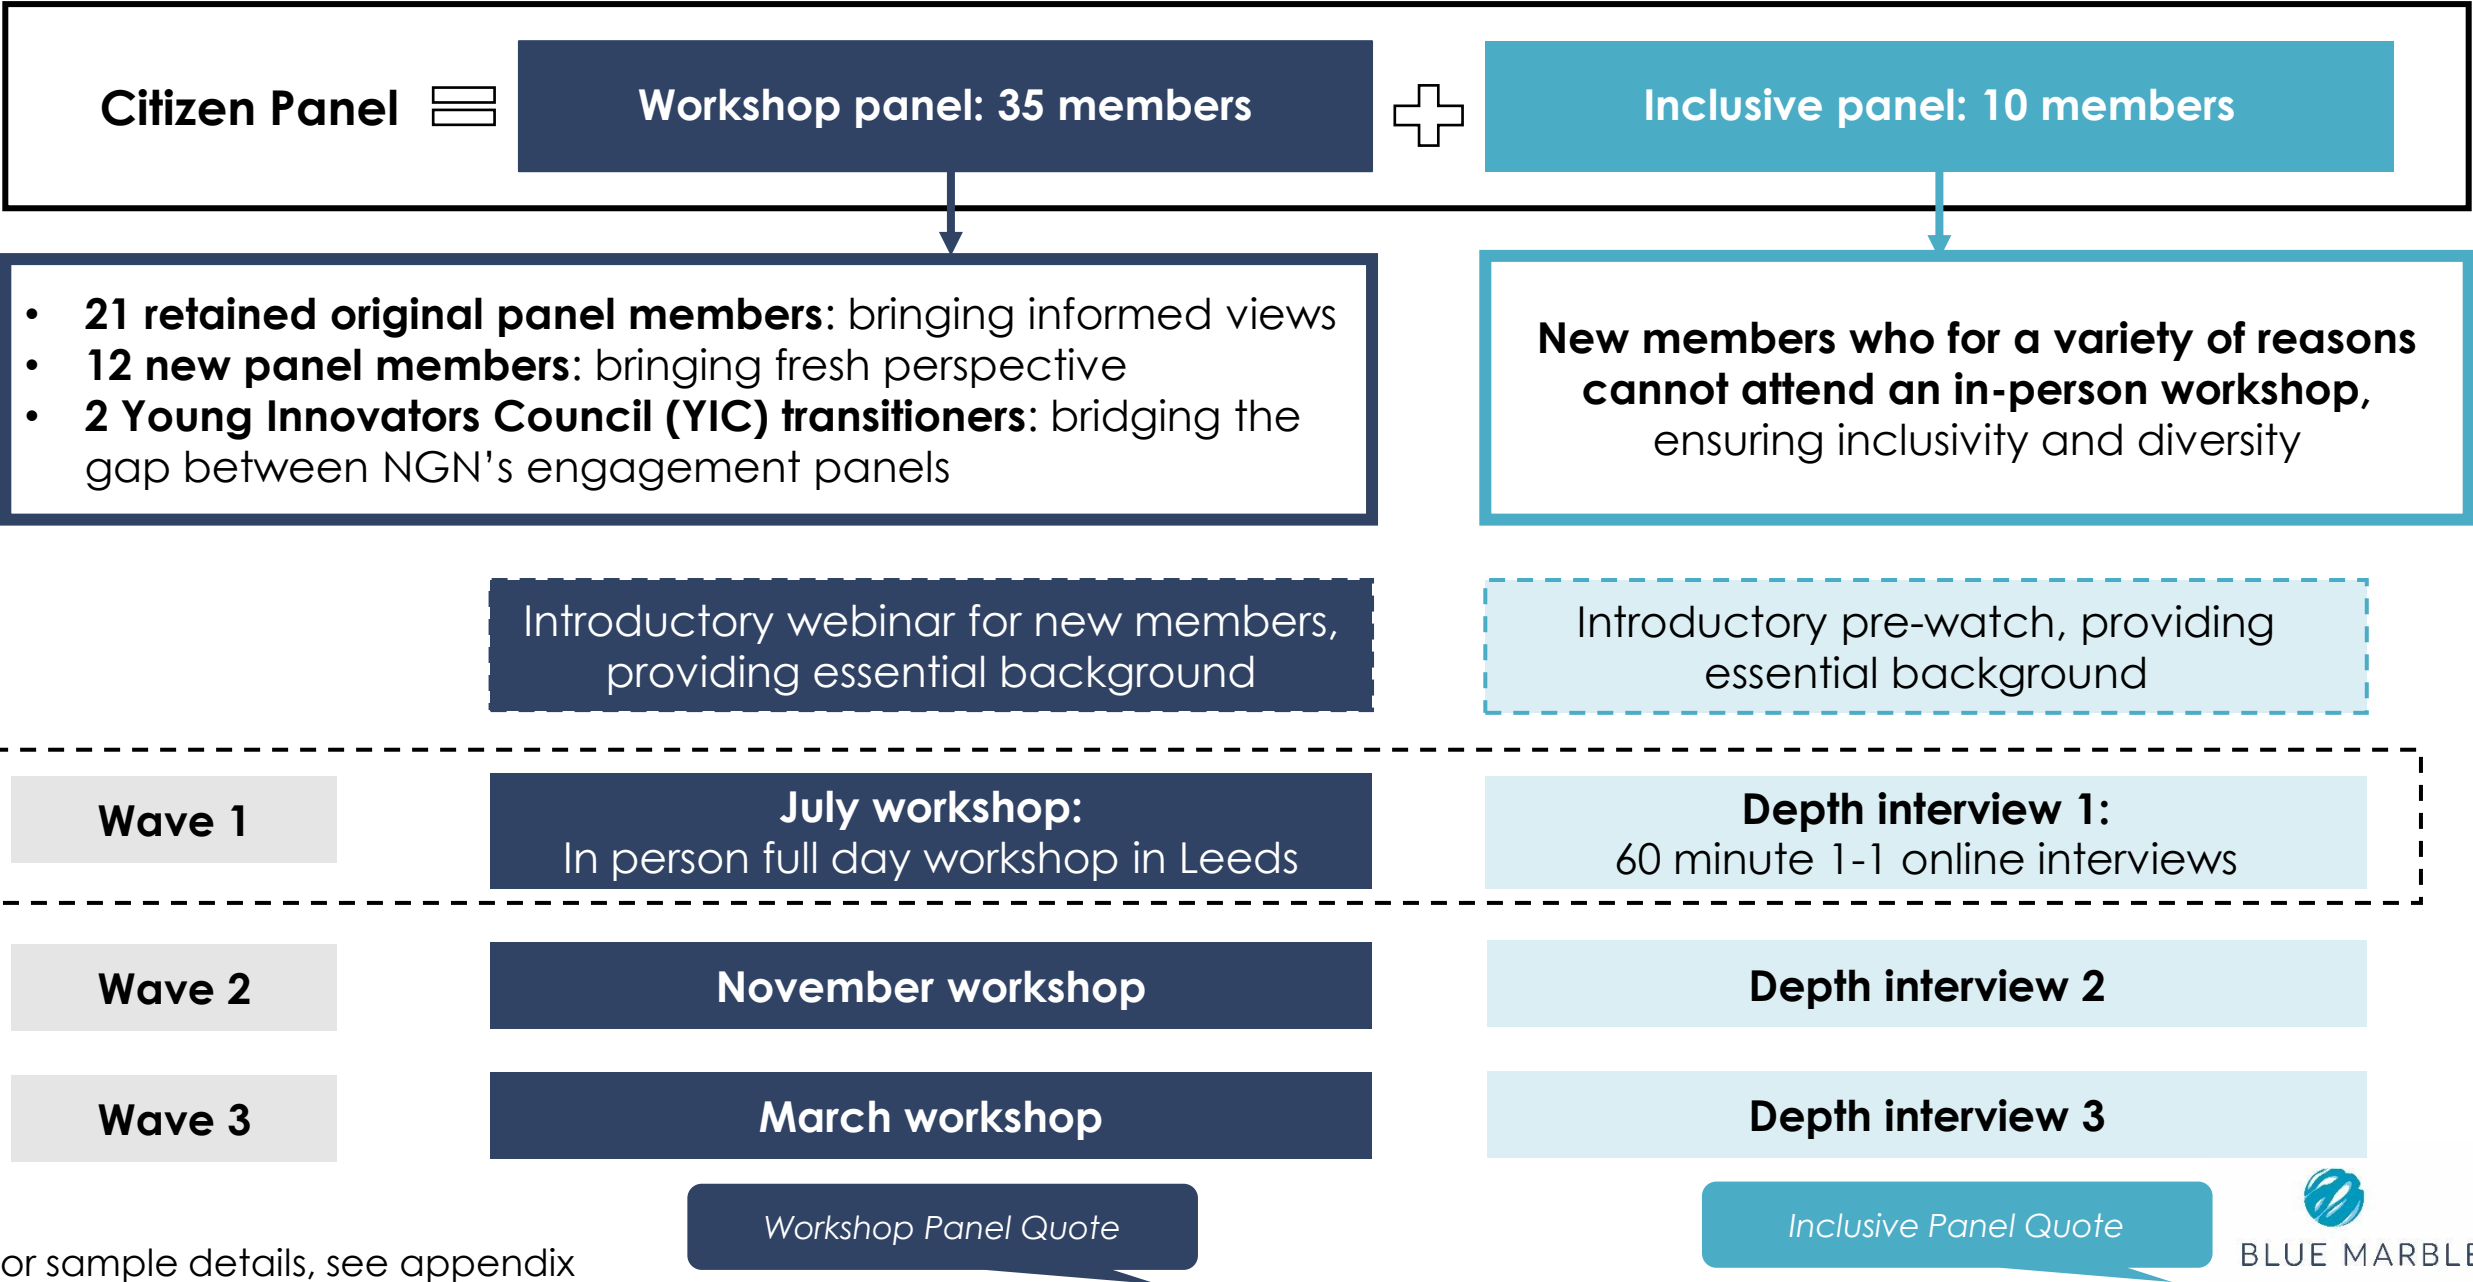 Citizen Panel
Workshop panel: 35 members
Inclusive panel: 10 members
• 21 retained original panel members: bringing informed views
• 12 new panel members: bringing fresh perspective
• 2 Young Innovators Council (YIC) transitioners: bridging the
gap between NGN’s engagement panels
New members who for a variety of reasons
cannot attend an in-person workshop,
ensuring inclusivity and diversity
Introductory webinar for new members,
providing essential background
Introductory pre-watch, providing
essential background
Wave 1
July workshop:
In person full day workshop in Leeds
Depth interview 1:
60 minute 1-1 online interviews
Wave 2
November workshop
Depth interview 2
Wave 3
March workshop
Depth interview 3
Workshop Panel Quote
Inclusive Panel Quote
or sample details, see appendix
BLUE MARBLE